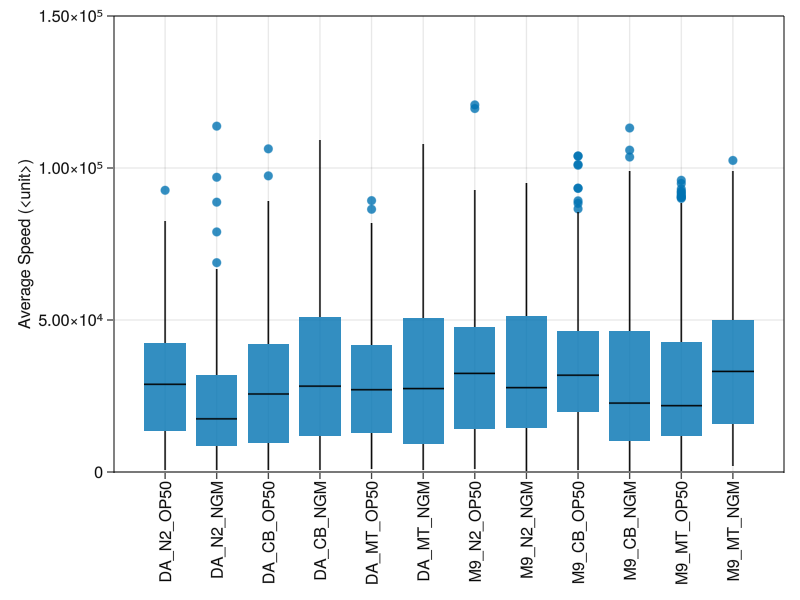 1.50×10⁵
1.00×10⁵
5.00×10⁴
0
Average Speed (<unit>)
DA_N2_OP50
DA_N2_NGM
DA_CB_OP50
DA_CB_NGM
DA_MT_OP50
DA_MT_NGM
M9_N2_OP50
M9_N2_NGM
M9_CB_OP50
M9_CB_NGM
M9_MT_OP50
M9_MT_NGM